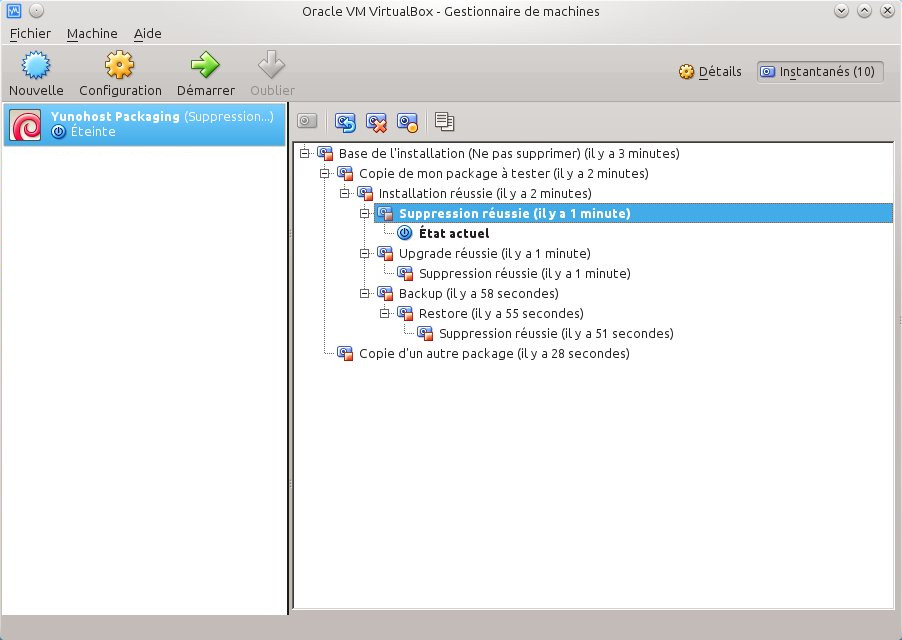 Oracle VM VirtualBox - Gestionnaire de machines
Fichier Machine Aide
Nouvelle Configuration Démarrer Oublier Détails Instantanés (10)
Yunohost Packaging (Suppression...)
Éteinte
Base de l'installation (Ne pas supprimer) (il y a 3 minutes)
Copie de mon package à tester (il y a 2 minutes)
Installation réussie (il y a 2 minutes)
Suppression réussie (il y a 1 minute)
État actuel
Upgrade réussie (il y a 1 minute)
Suppression réussie (il y a 1 minute)
Backup (il y a 58 secondes)
Restore (il y a 55 secondes)
Suppression réussie (il y a 51 secondes)
Copie d'un autre package (il y a 28 secondes)